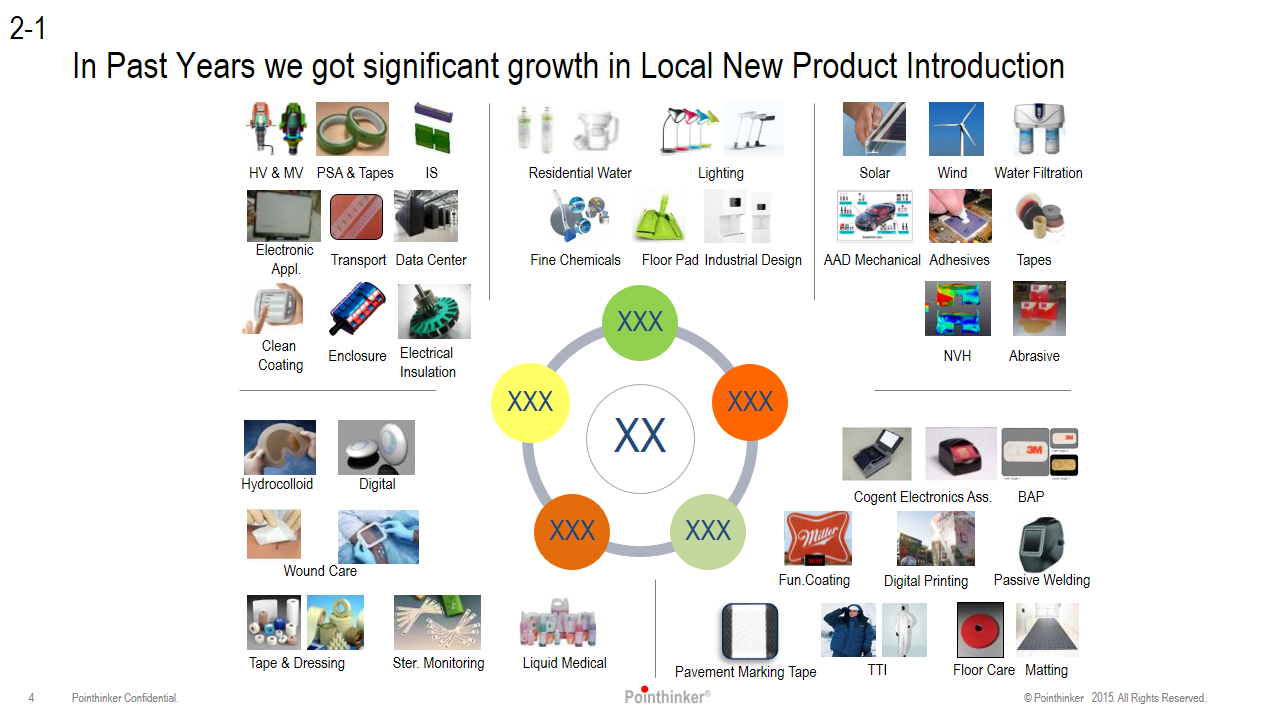 2-1
In Past Years we got significant growth in Local New Product Introduction
HV & MV
PSA & Tapes
IS
Electronic
Appl.
Transport
Data Center
Clean
Coating
Enclosure
Electrical
Insulation
Residential Water
Lighting
Fine Chemicals
Floor Pad
Industrial Design
Solar
Wind
Water Filtration
AAD Mechanical
Adhesives
Tapes
NVH
Abrasive
XXX
XXX
XXX
XX
XXX
XXX
Hydrocolloid
Digital
Wound Care
Tape & Dressing
Ster. Monitoring
Liquid Medical
3M
3M
Cogent Electronics Ass.
BAP
Miller
Fun.Coating
Digital Printing
Passive Welding
Pavement Marking Tape
TTI
Floor Care
Matting
4
Pointhinker Confidential.
Pointhinker®
© Pointhinker 2015. All Rights Reserved.